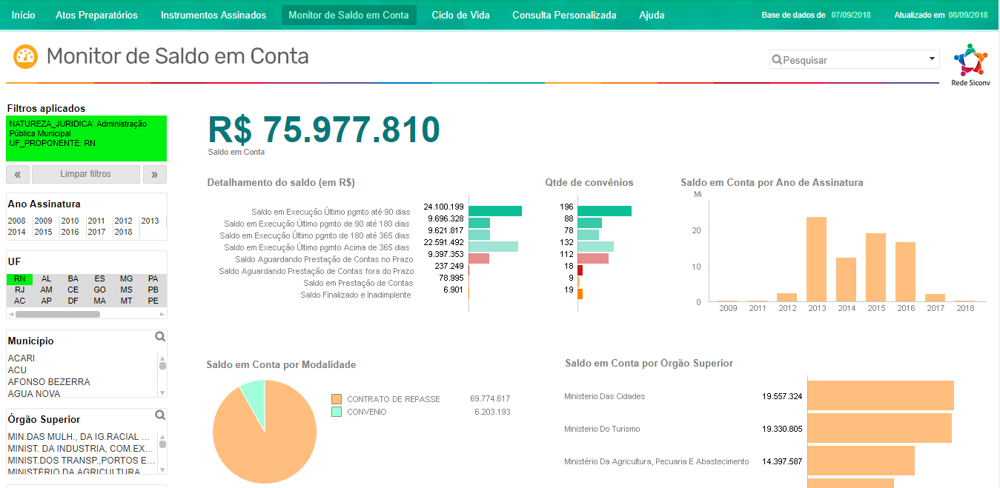 Início Atos Preparatórios Instrumentos Assinados Monitor de Saldo em Conta Ciclo de Vida Consulta Personalizada Ajuda Base de dados de 07/09/2018 Atualizado em 08/09/2018
Monitor de Saldo em Conta
Pesquisar
Rede Siconv
Filtros aplicados
NATUREZA_JURIDICA: Administração
Pública Municipal
UF_PROPONENTE: RN
« Limpar filtros »
Ano Assinatura
2008 2009 2010 2011 2012 2013
2014 2015 2016 2017 2018
UF
RN AL BA ES MG PA
RJ AM CE GO MS PB
AC AP DF MA MT PE
Município
ACARI
ACU
AFONSO BEZERRA
AGUA NOVA
Órgão Superior
MIN.DAS MULH., DA IG.RACIAL ...
MINIST. DA INDUSTRIA, COM.EX...
MINIST.DOS TRANSP.,PORTOS E...
MINISTÉRIO DA AGRICULTURA
R$ 75.977.810
Saldo em Conta
Detalhamento do saldo (em R$) Qtde de convênios
Saldo em Execução Último pgmto até 90 dias 24.100.199 196
Saldo em Execução Último pgmto de 90 até 180 dias 9.696.328 88
Saldo em Execução Último pgmto de 180 até 365 dias 9.621.817 78
Saldo em Execução Último pgmto Acima de 365 dias 22.591.492 132
Saldo Aguardando Prestação de Contas no Prazo 9.397.353 112
Saldo Aguardando Prestação de Contas fora do Prazo 237.249 18
Saldo em Prestação de Contas 78.995 9
Saldo Finalizado e Inadimplente 6.901 19
Saldo em Conta por Ano de Assinatura
Mi
20
10
0
2009 2011 2012 2013 2014 2015 2016 2017 2018
Saldo em Conta por Modalidade
CONTRATO DE REPASSE 69.774.617
CONVENIO 6.203.193
Saldo em Conta por Órgão Superior
Ministerio Das Cidades 19.557.324
Ministerio Do Turismo 19.330.805
Ministério Da Agricultura, Pecuaria E Abastecimento 14.397.587